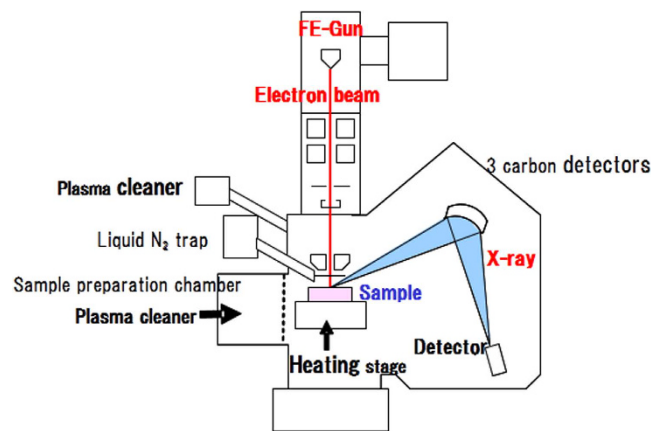 FE-Gun
Electron beam
3 carbon detectors
Plasma cleaner
Liquid N₂ trap
X-ray
Sample preparation chamber
Sample
Plasma cleaner
Detector
Heating stage